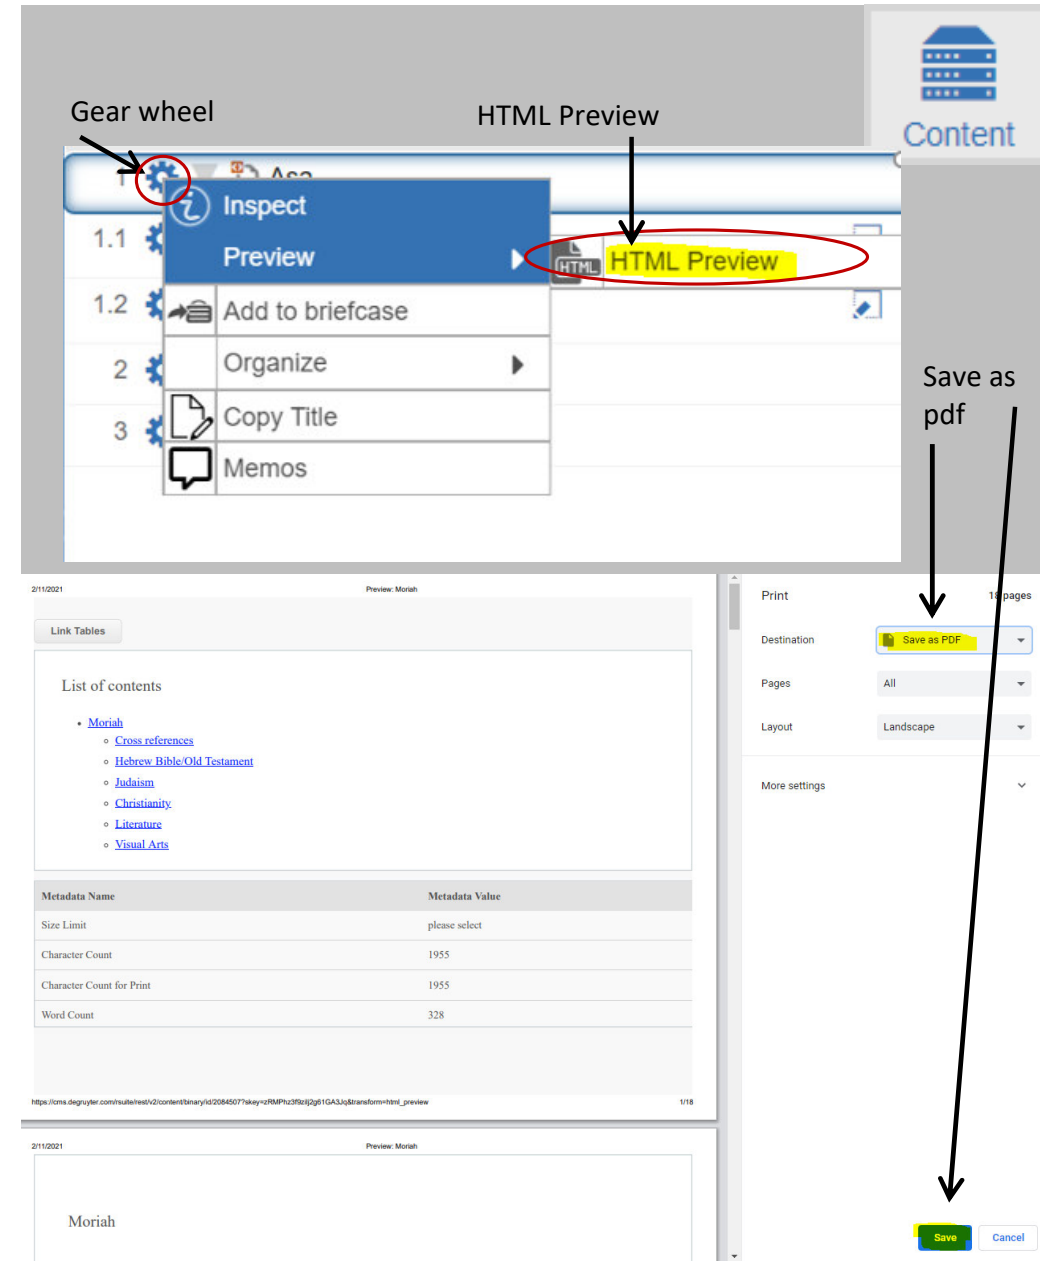 Content
Gear wheel
HTML Preview
1 Asa
Inspect
1.1
Preview
HTML HTML Preview
1.2
Add to briefcase
2
Organize
Save as
pdf
3
Copy Title
Memos
2/11/2021 Preview: Moriah
Print 18 pages
Link Tables
Destination Save as PDF
List of contents
Pages All
Moriah
Layout Landscape
Cross references
Hebrew Bible/Old Testament
Judaism
More settings
Christianity
Literature
Visual Arts
Metadata Name Metadata Value
Size Limit please select
Character Count 1955
Character Count for Print 1955
Word Count 328
https://cms.degruyter.com/rsuite/rest/v2/content/binary/id/2084507?skey=zRMPhz3f9zilj2g61GA3Jq&transform=html_preview 1/18
2/11/2021 Preview: Moriah
Moriah
Save Cancel